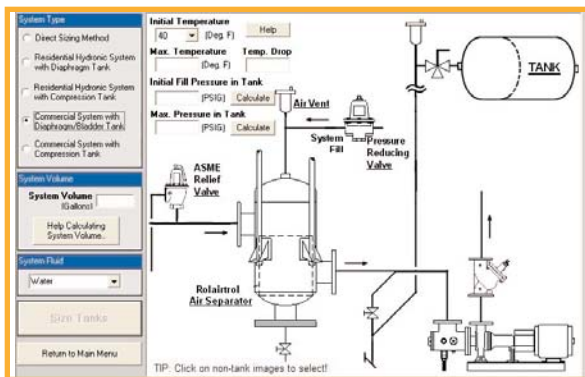 System Type
Direct Sizing Method
Residential Hydronic System
with Diaphragm Tank
Residential Hydronic System
with Compression Tank
Commercial System with
Diaphragm/Bladder Tank
Commercial System with
Compression Tank
System Volume
System Volume
(Gallons)
Help Calculating
System Volume..
System Fluid
Water
Size Tanks
Return to Main Menu
Initial Temperature
40 (Deg. F) Help
Max. Temperature Temp. Drop
(Deg. F)
Initial Fill Pressure in Tank
(PSIG) Calculate
Max. Pressure in Tank
(PSIG) Calculate
Air Vent
System
Fill
Pressure
Reducing
Valve
ASME
Relief
Valve
Rolairtrol
Air Separator
TANK
TIP: Click on non-tank images to select!